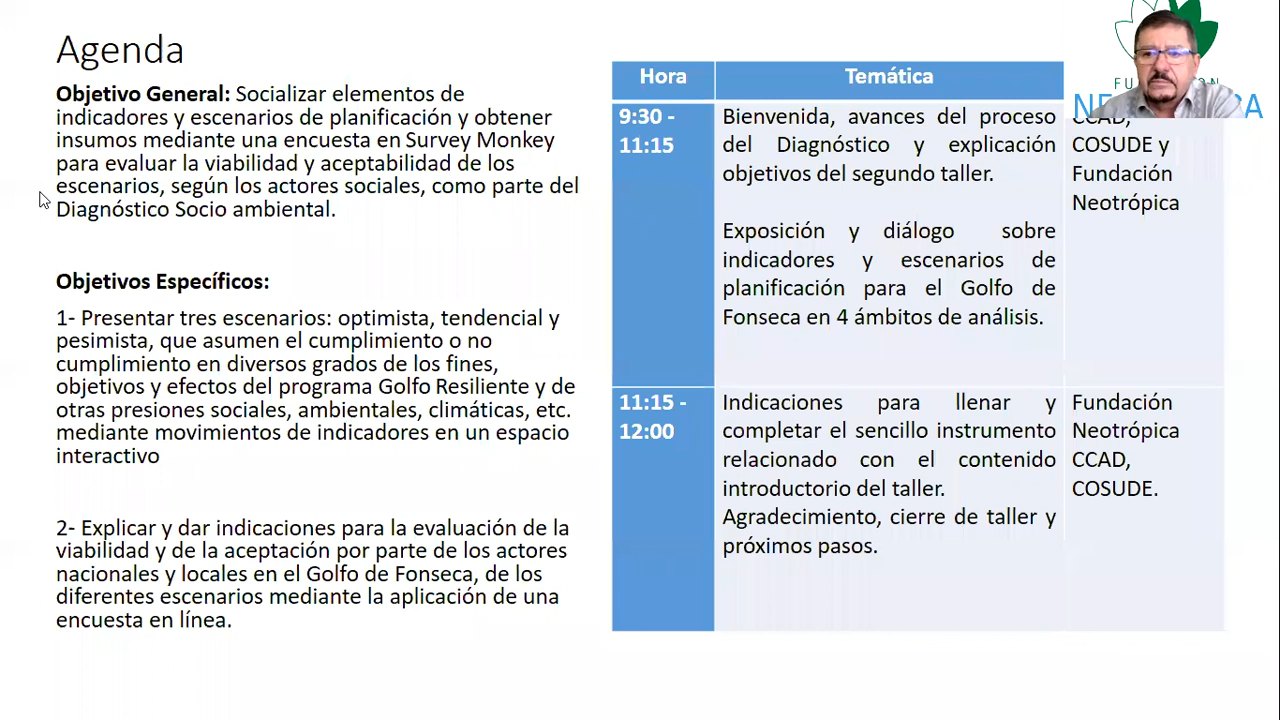 Agenda
Objetivo General: Socializar elementos de
indicadores y escenarios de planificación y obtener
insumos mediante una encuesta en Survey Monkey
para evaluar la viabilidad y aceptabilidad de los
escenarios, según los actores sociales, como parte del
Diagnóstico Socio ambiental.
Objetivos Específicos:
1- Presentar tres escenarios: optimista, tendencial y
pesimista, que asumen el cumplimiento o no
cumplimiento en diversos grados de los fines,
objetivos y efectos del programa Golfo Resiliente y de
otras presiones sociales, ambientales, climáticas, etc.
mediante movimientos de indicadores en un espacio
interactivo
2- Explicar y dar indicaciones para la evaluación de la
viabilidad y de la aceptación por parte de los actores
nacionales y locales en el Golfo de Fonseca, de los
diferentes escenarios mediante la aplicación de una
encuesta en línea.
Hora
Temática
9:30 -
11:15
Bienvenida, avances del proceso
del Diagnóstico y explicación
objetivos del segundo taller.
Exposición y diálogo sobre
indicadores y escenarios de
planificación para el Golfo de
Fonseca en 4 ámbitos de análisis.
CCAD,
COSUDE y
Fundación
Neotrópica
11:15 -
12:00
Indicaciones para llenar y
completar el sencillo instrumento
relacionado con el contenido
introductorio del taller.
Agradecimiento, cierre de taller y
próximos pasos.
Fundación
Neotrópica
CCAD,
COSUDE.